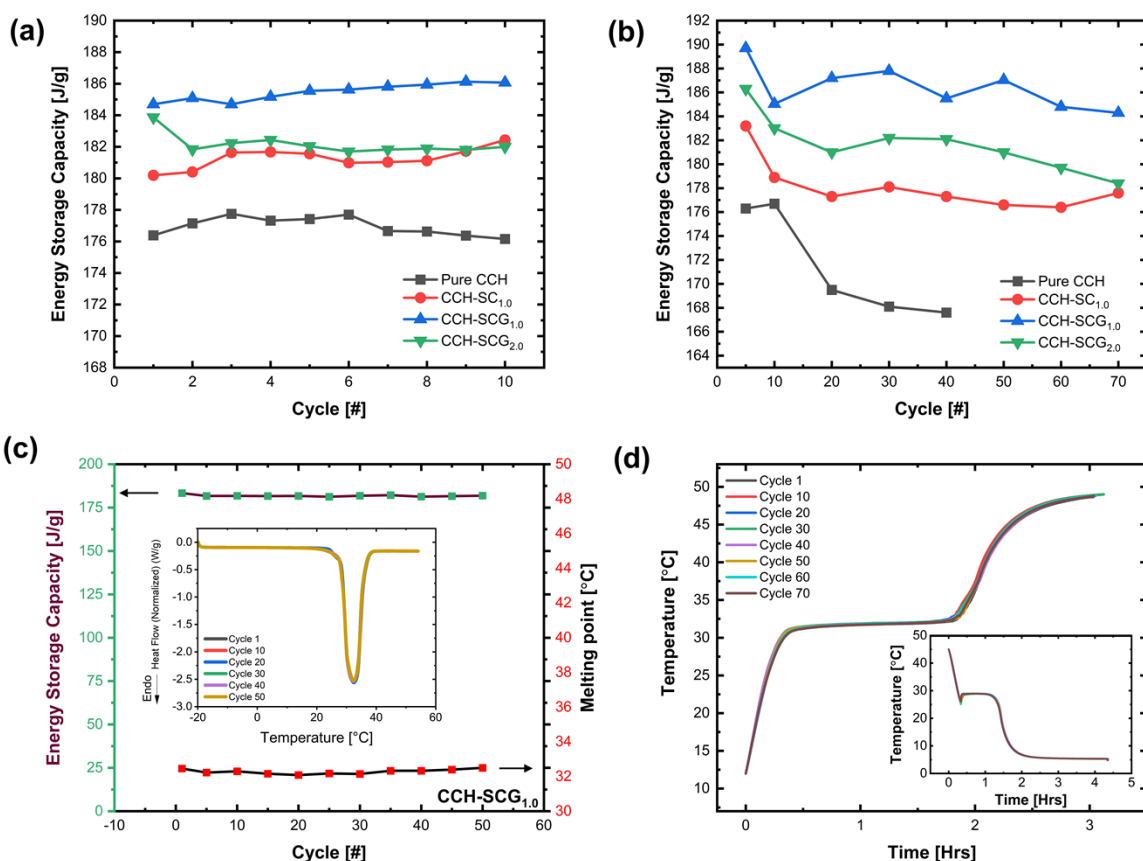 (a)
Energy Storage Capacity [J/g]
190
188
186
184
182
180
178
176
174
172
170
168
0
2
4
6
8
10
Cycle [#]
Pure CCH
CCH-SC1.0
CCH-SCG1.0
CCH-SCG2.0
(b)
Energy Storage Capacity [J/g]
192
190
188
186
184
182
180
178
176
174
172
170
168
166
164
0
10
20
30
40
50
60
70
Cycle [#]
Pure CCH
CCH-SC1.0
CCH-SCG1.0
CCH-SCG2.0
(c)
Energy Storage Capacity [J/g]
200
175
150
125
100
75
50
25
0
-10
0
10
20
30
40
50
60
Cycle [#]
50
48
46
44
42
40
38
36
34
32
30
Melting point [°C]
Endo
Heat Flow (Normalized) (W/g)
0.0
-0.5
-1.0
-1.5
-2.0
-2.5
-3.0
-20
0
20
40
60
Temperature [°C]
Cycle 1
Cycle 10
Cycle 20
Cycle 30
Cycle 40
Cycle 50
CCH-SCG1.0
(d)
Temperature [°C]
50
45
40
35
30
25
20
15
10
0
1
2
3
Time [Hrs]
Cycle 1
Cycle 10
Cycle 20
Cycle 30
Cycle 40
Cycle 50
Cycle 60
Cycle 70
Temperature [°C]
50
40
30
20
10
0
0
1
2
3
4
5
Time [Hrs]